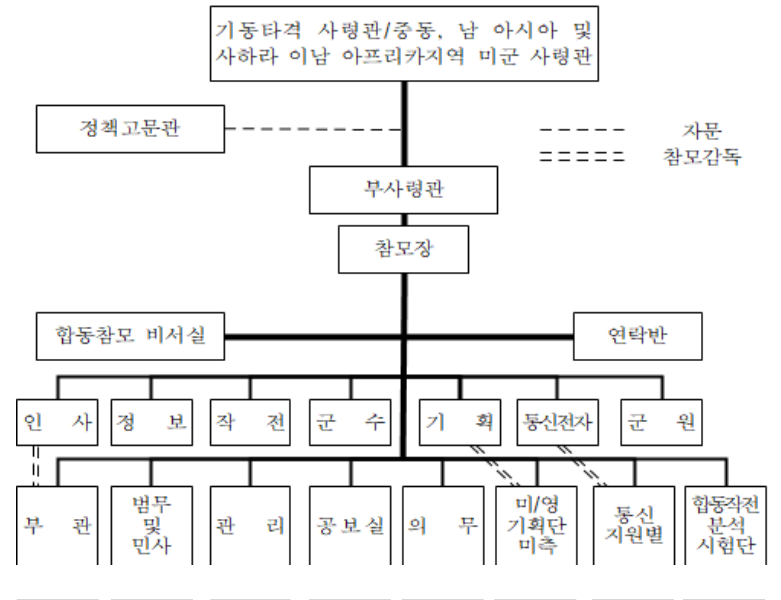 기동타격 사령관/중동, 남 아시아 및
사하라 이남 아프리카지역 미군 사령관
정책고문관
자문
참모감독
부사령관
참모장
합동참모 비서실
연락반
인 사
정 보
작 전
군 수
기 획
통신전자
군 원
부 관
범무
및
민사
관 리
공보실
의 무
미/영
기획단
미측
통신
지원별
합동작전
분석
시험단